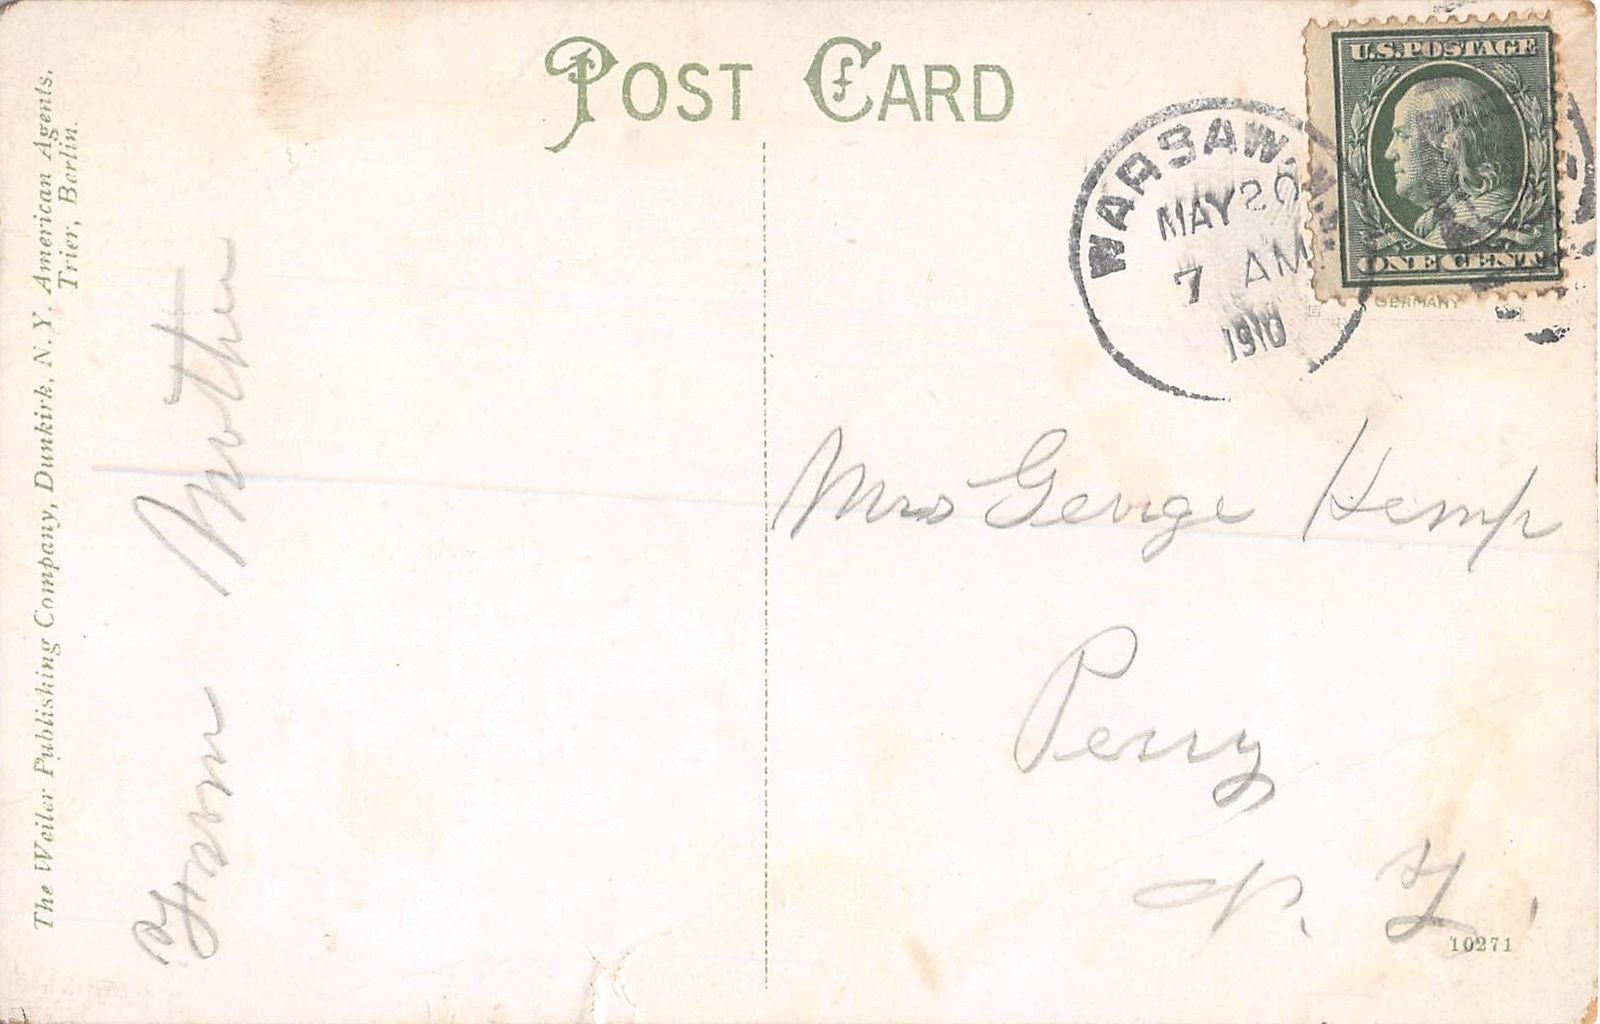 POST CARD
U.S. POSTAGE
ONE CENT
WARSAW, N.Y.
MAY 20
7 AM
1910
GERMANY
The Weiler Publishing Company, Dunkirk, N. Y. American Agents.
Trier, Berlin.
From Mother
Mrs George Kemp
Perry
N. Y.
10271